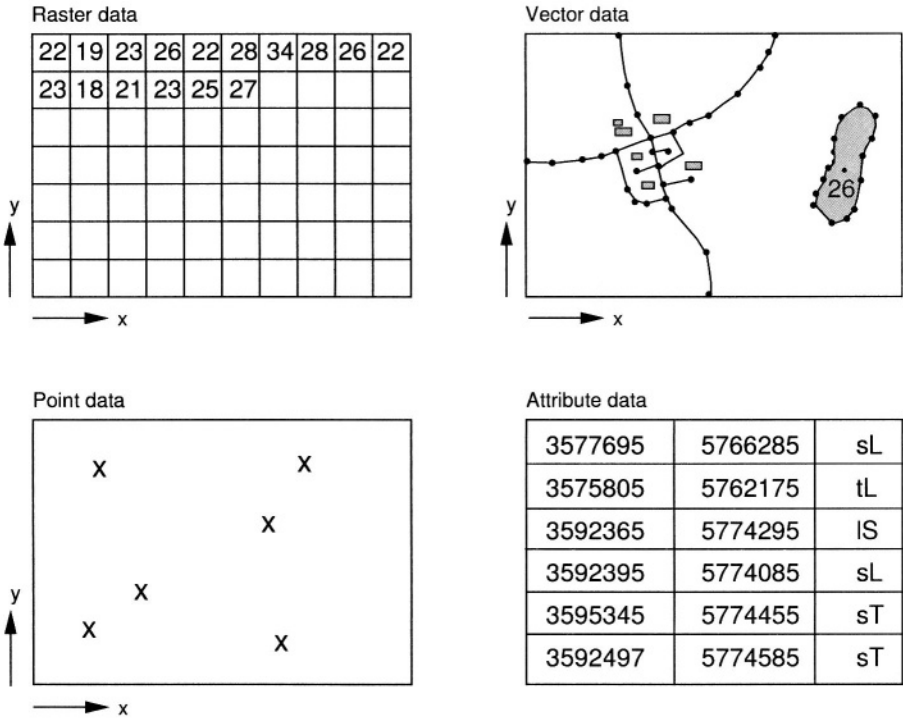 Raster data
22 19 23 26 22 28 34 28 26 22
23 18 21 23 25 27
y
x
Vector data
26
y
x
Point data
X X
X
X
X
X
y
x
Attribute data
3577695 5766285 sL
3575805 5762175 tL
3592365 5774295 lS
3592395 5774085 sL
3595345 5774455 sT
3592497 5774585 sT